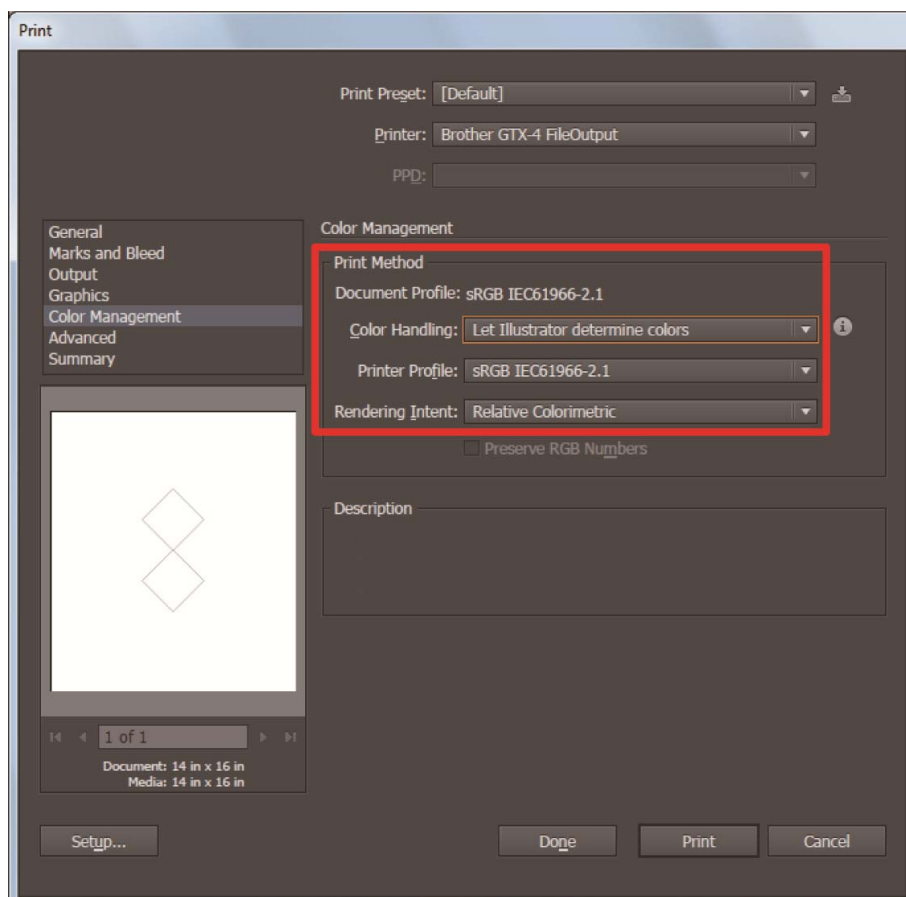 Print
Print Preset: [Default]
Printer: Brother GTX-4 FileOutput
PPD:
General
Marks and Bleed
Output
Graphics
Color Management
Advanced
Summary
Color Management
Print Method
Document Profile: sRGB IEC61966-2.1
Color Handling: Let Illustrator determine colors
Printer Profile: sRGB IEC61966-2.1
Rendering Intent: Relative Colorimetric
Preserve RGB Numbers
Description
1 of 1
Document: 14 in x 16 in
Media: 14 in x 16 in
Setup...
Done
Print
Cancel